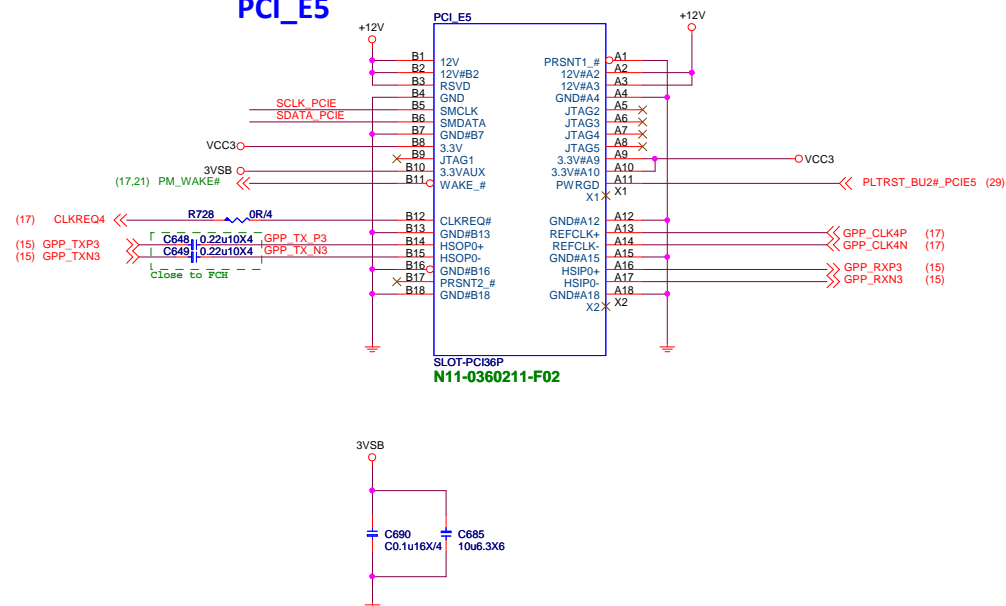 PCI_E5
+12V
PCI_E5
+12V
B1 12V PRSNT1_# A1
B2 12V#B2 12V#A2 A2
B3 RSVD 12V#A3 A3
B4 GND GND#A4 A4
SCLK_PCIE B5 SMCLK JTAG2 A5
SDATA_PCIE B6 SMDATA JTAG3 A6
B7 GND#B7 JTAG4 A7
VCC3 B8 3.3V JTAG5 A8
B9 JTAG1 3.3V#A9 A9 VCC3
3VSB B10 3.3VAUX 3.3V#A10 A10
(17,21) PM_WAKE# B11 WAKE_# PWRGD A11 PLTRST_BU2#_PCIE5 (29)
X1 X1
(17) CLKREQ4 R728 0R/4 B12 CLKREQ# GND#A12 A12
B13 GND#B13 REFCLK+ A13 GPP_CLK4P (17)
(15) GPP_TXP3 C648 0.22u10X4 GPP_TX_P3 B14 HSOP0+ REFCLK- A14 GPP_CLK4N (17)
(15) GPP_TXN3 C649 0.22u10X4 GPP_TX_N3 B15 HSOP0- GND#A15 A15
B16 GND#B16 HSIP0+ A16 GPP_RXP3 (15)
Close to FCH B17 PRSNT2_# HSIP0- A17 GPP_RXN3 (15)
B18 GND#B18 GND#A18 A18
X2 X2
SLOT-PCI36P
N11-0360211-F02
3VSB
C690
C0.1u16X/4
C685
10u6.3X6